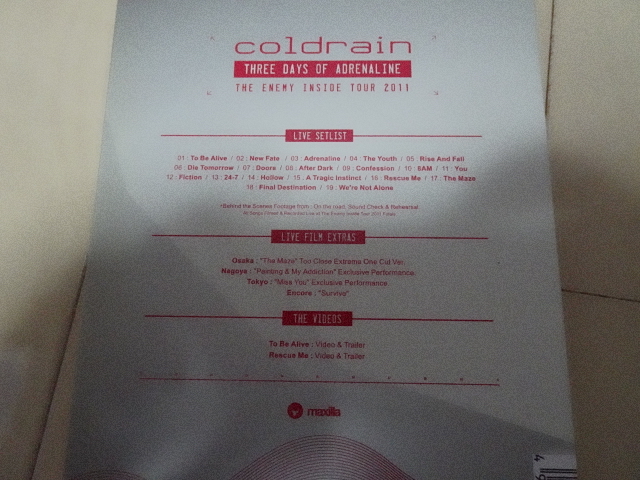 coldrain
THREE DAYS OF ADRENALINE
THE ENEMY INSIDE TOUR 2011
LIVE SETLIST
01 : To Be Alive / 02 : New Fate / 03 : Adrenaline / 04 : The Youth / 05 : Rise And Fall
06 : Die Tomorrow / 07 : Doors / 08 : After Dark / 09 : Confession / 10 : 8AM / 11 : You
12 : Fiction / 13 : 24-7 / 14 : Hollow / 15 : A Tragic Instinct / 16 : Rescue Me / 17 : The Maze
18 : Final Destination / 19 : We're Not Alone
+Behind the Scenes Footage from : On the road, Sound Check & Rehearsal
LIVE FILM EXTRAS
Osaka : "The Maze" Too Close Extreme One Cut Ver.
Nagoya : "Painting & My Addiction" Exclusive Performance.
Tokyo : "Miss You" Exclusive Performance
Encore : "Survive"
THE VIDEOS
To Be Alive : Video & Trailer
Rescue Me : Video & Trailer
maxilla